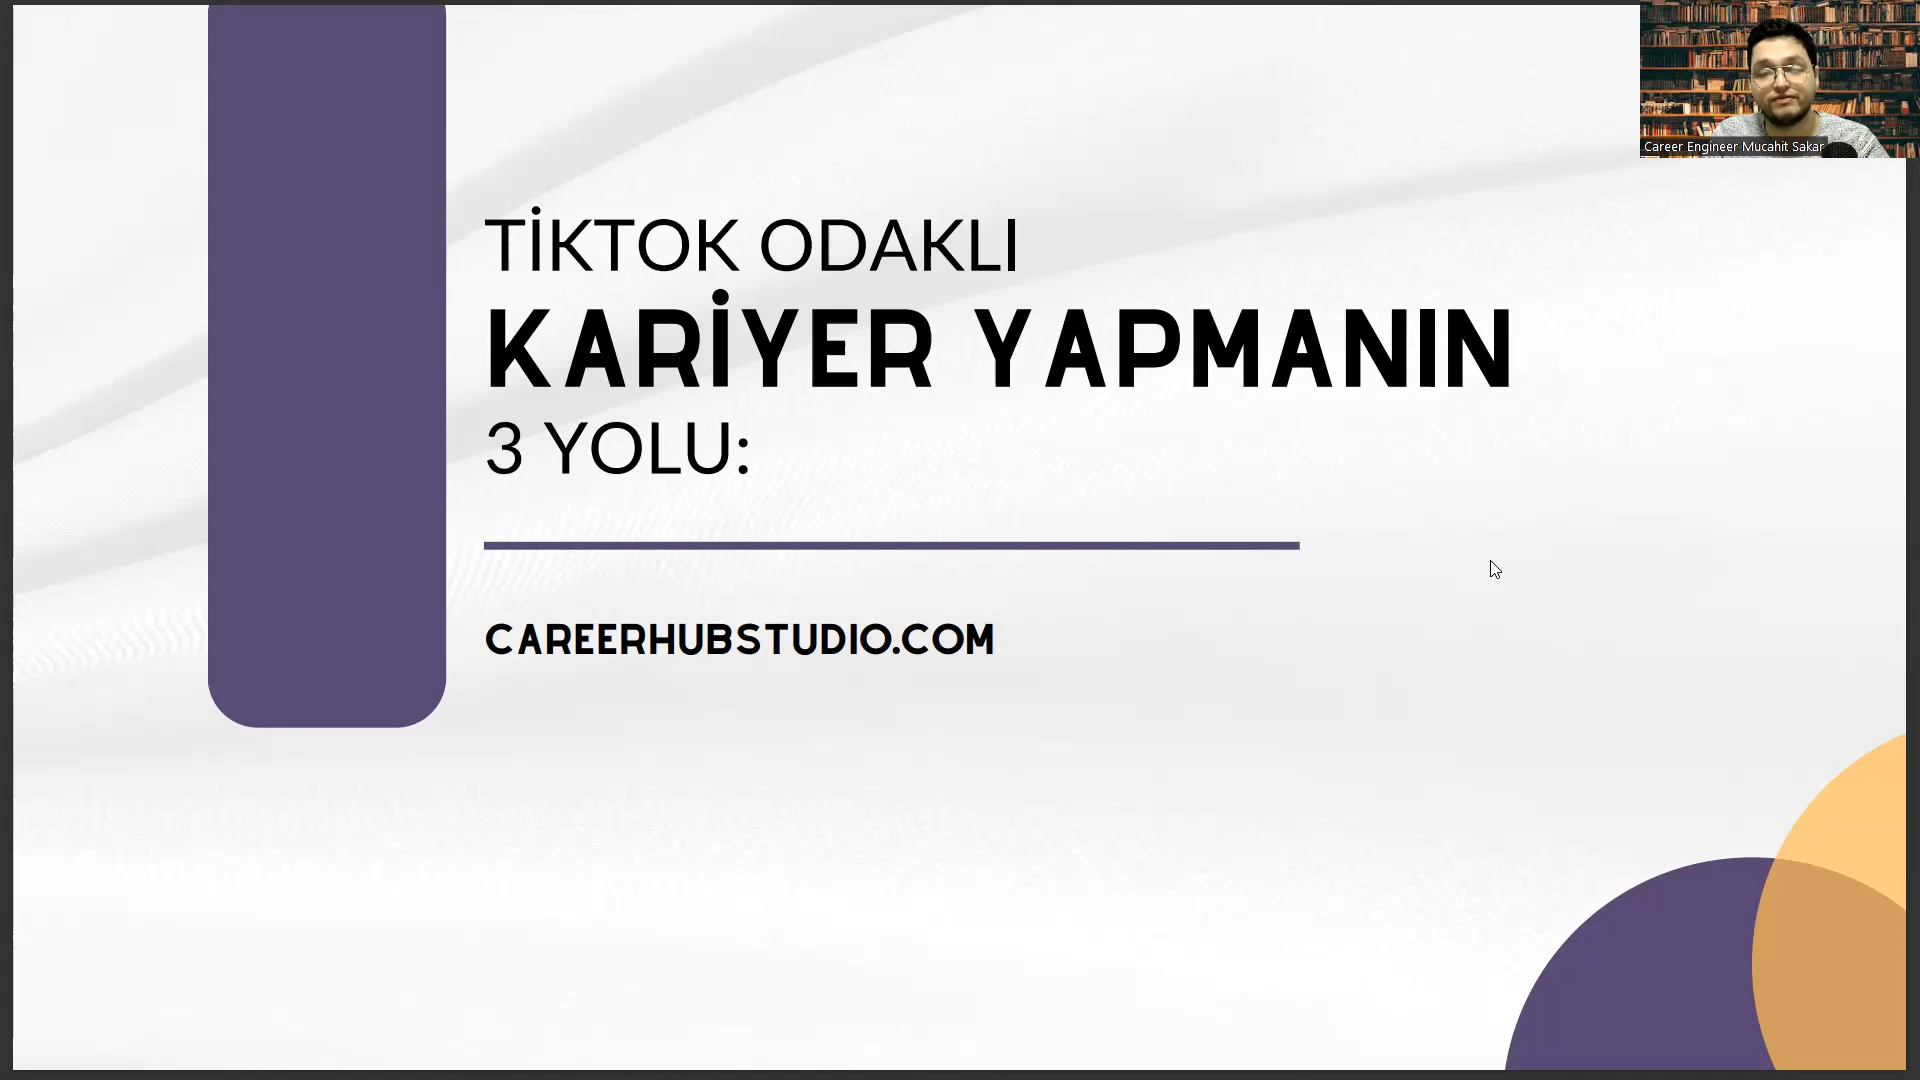 TİKTOK ODAKLI
KARİYER YAPMANIN
3 YOLU:
CAREERHUBSTUDIO.COM
Career Engineer Mucahit Sakar